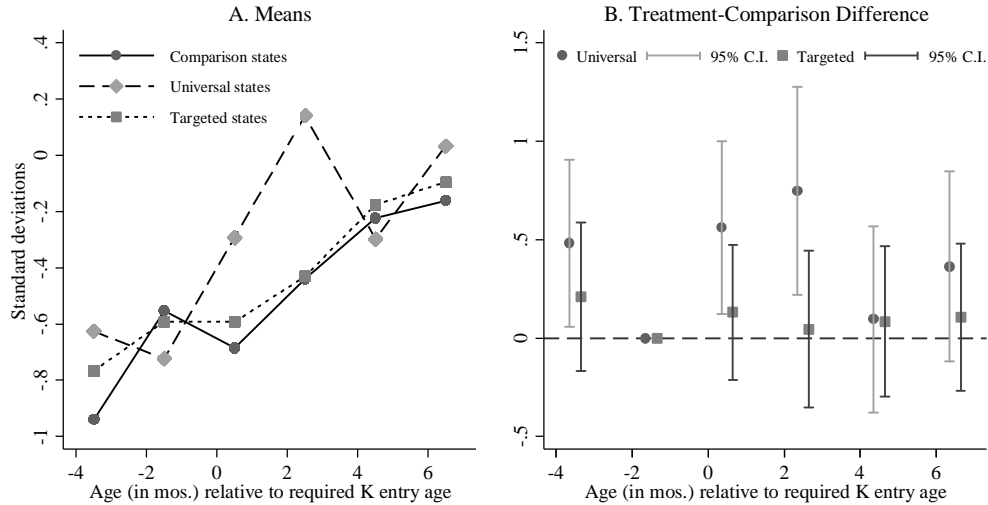 A. Means
.4
.2
0
-.2
-.4
-.6
-.8
-1
Standard deviations
Comparison states
Universal states
Targeted states
-4 -2 0 2 4 6
Age (in mos.) relative to required K entry age
B. Treatment-Comparison Difference
1.5
1
.5
0
-.5
Universal 95% C.I. Targeted 95% C.I.
-4 -2 0 2 4 6
Age (in mos.) relative to required K entry age